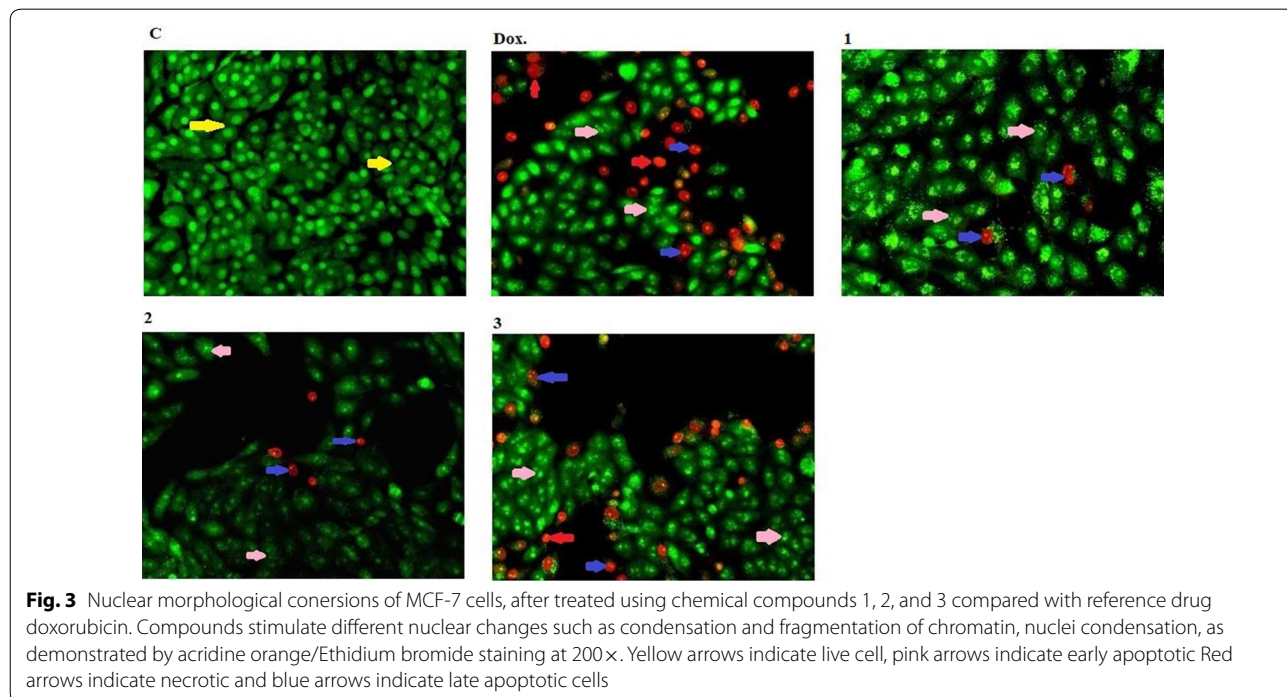 C
Dox.
1
2
3
Fig. 3 Nuclear morphological conersions of MCF-7 cells, after treated using chemical compounds 1, 2, and 3 compared with reference drug
doxorubicin. Compounds stimulate different nuclear changes such as condensation and fragmentation of chromatin, nuclei condensation, as
demonstrated by acridine orange/Ethidium bromide staining at 200×. Yellow arrows indicate live cell, pink arrows indicate early apoptotic Red
arrows indicate necrotic and blue arrows indicate late apoptotic cells